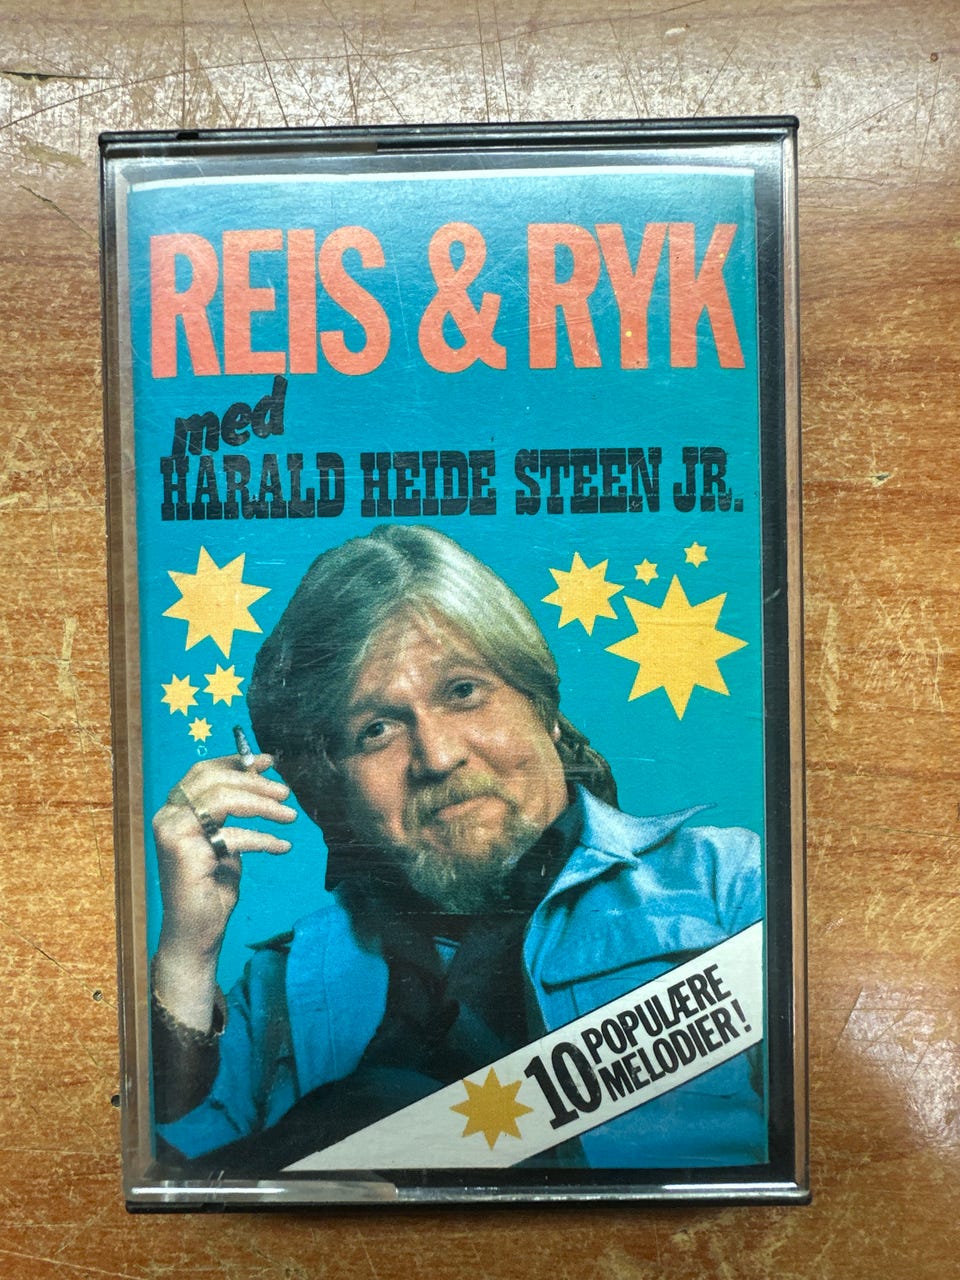 REIS & RYK
med
HARALD HEIDE STEEN JR.
10 POPULÆRE
MELODIER!